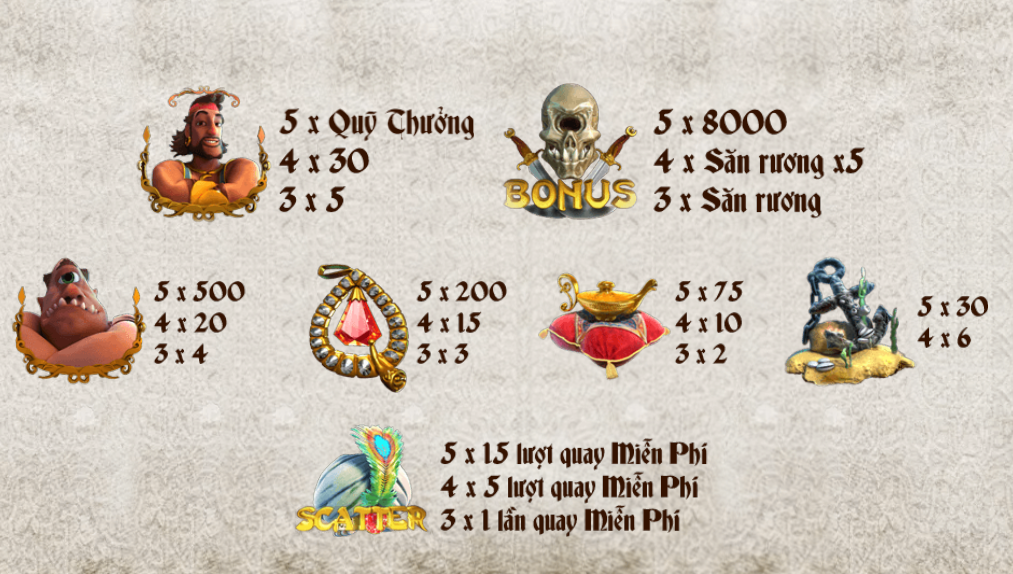 5 x Quỹ Thưởng
4 x 30
3 x 5
BONUS
5 x 8000
4 x Săn rương x5
3 x Săn rương
5 x 500
4 x 20
3 x 4
5 x 200
4 x 15
3 x 3
5 x 75
4 x 10
3 x 2
5 x 30
4 x 6
SCATTER
5 x 15 lượt quay Miễn Phí
4 x 5 lượt quay Miễn Phí
3 x 1 lần quay Miễn Phí